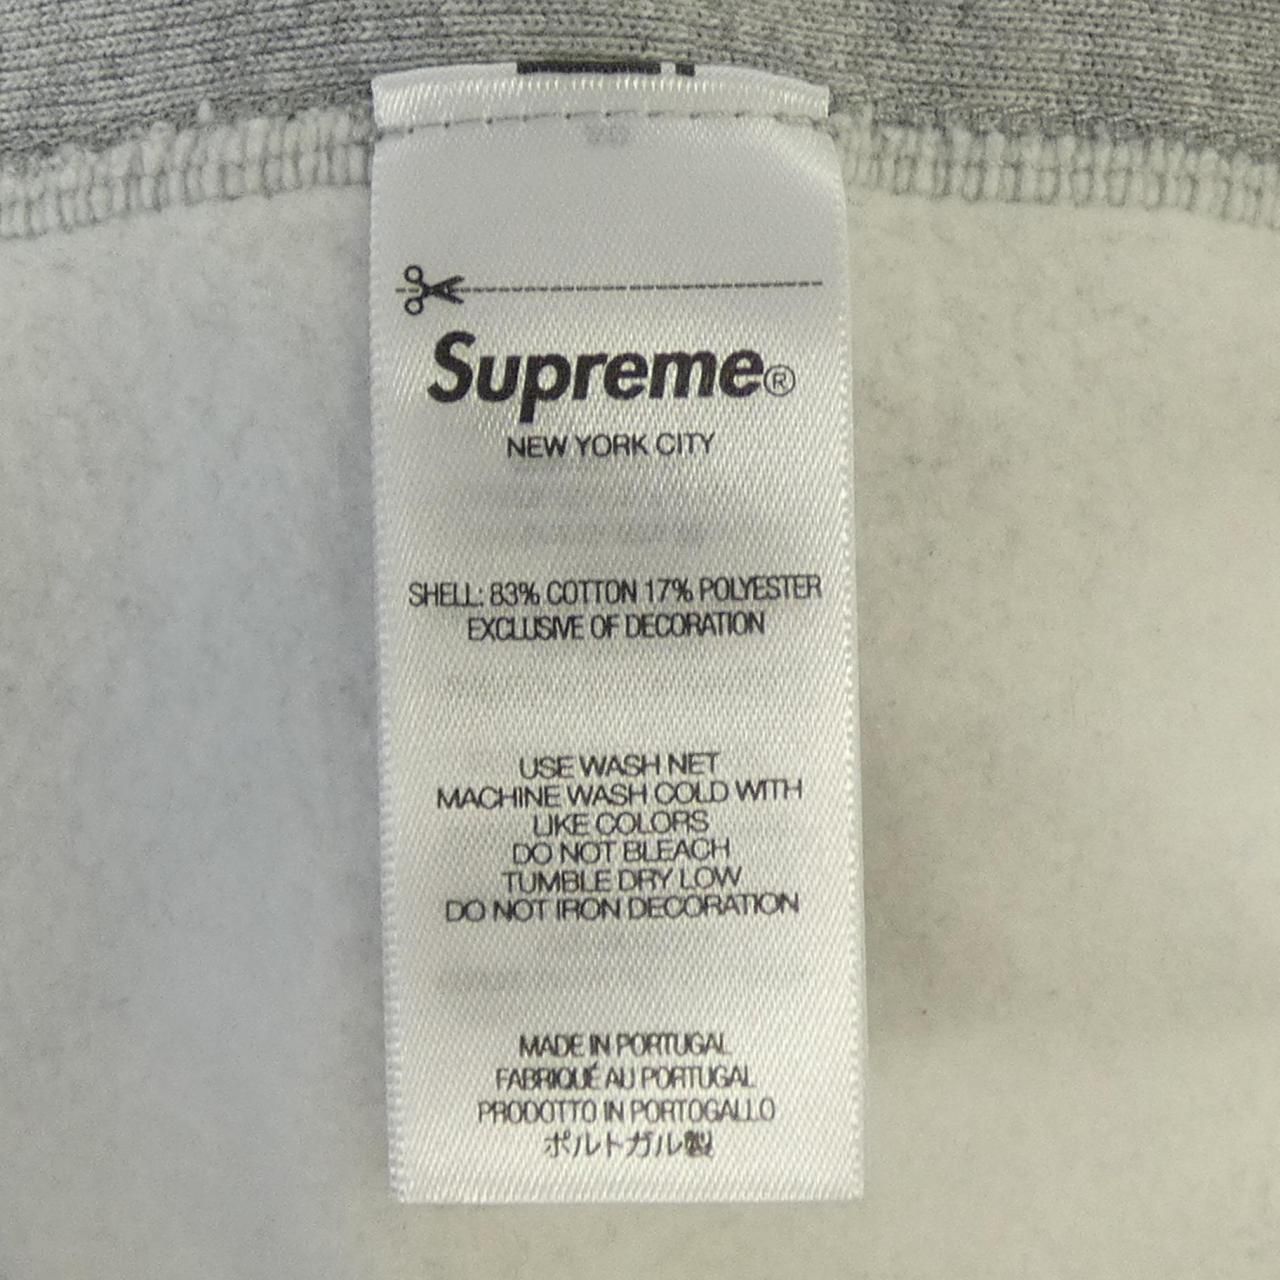 Supreme®
NEW YORK CITY
SHELL: 83% COTTON 17% POLYESTER
EXCLUSIVE OF DECORATION
USE WASH NET
MACHINE WASH COLD WITH
LIKE COLORS
DO NOT BLEACH
TUMBLE DRY LOW
DO NOT IRON DECORATION
MADE IN PORTUGAL
FABRIQUÉ AU PORTUGAL
PRODOTTO IN PORTOGALLO
ポルトガル製